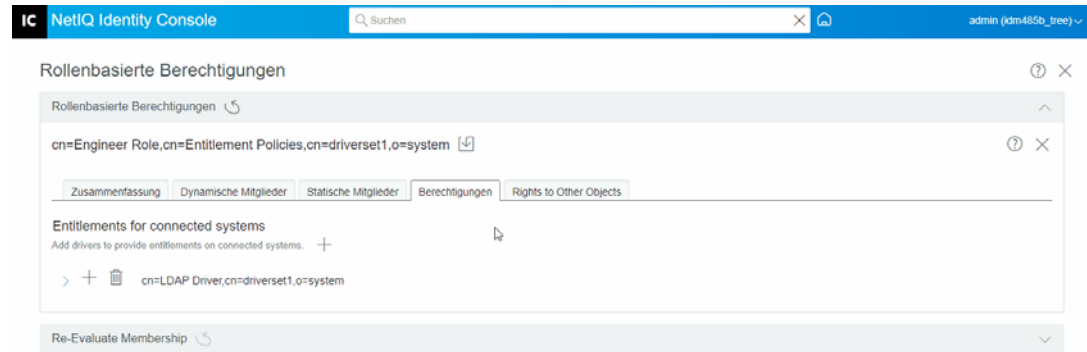 IC NetIQ Identity Console Suchen admin (idm485b_tree)
Rollenbasierte Berechtigungen
Rollenbasierte Berechtigungen
cn=Engineer Role,cn=Entitlement Policies,cn=driverset1,o=system
Zusammenfassung Dynamische Mitglieder Statische Mitglieder Berechtigungen Rights to Other Objects
Entitlements for connected systems
Add drivers to provide entitlements on connected systems.
cn=LDAP Driver,cn=driverset1,o=system
Re-Evaluate Membership